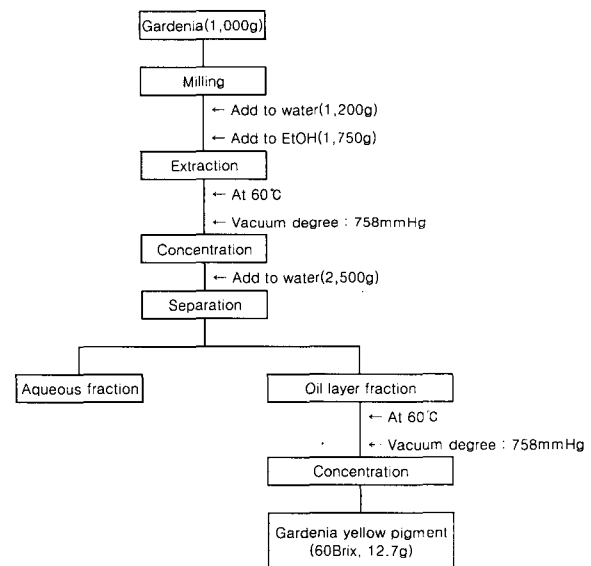 Gardenia(1,000g)
Milling
← Add to water(1,200g)
← Add to EtOH(1,750g)
Extraction
← At 60℃
← Vacuum degree : 758mmHg
Concentration
← Add to water(2,500g)
Separation
Aqueous fraction
Oil layer fraction
← At 60℃
← Vacuum degree : 758mmHg
Concentration
Gardenia yellow pigment
(60Brix, 12.7g)